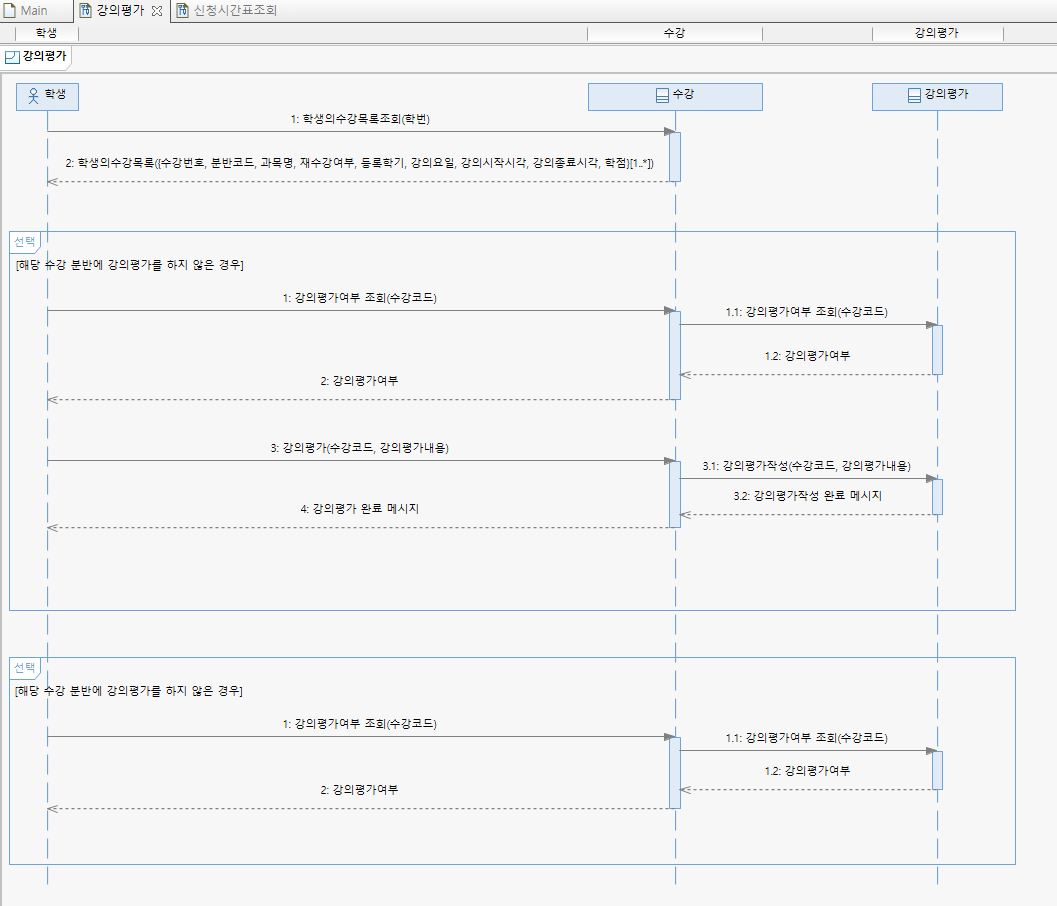 Main
강의평가
신청시간표조회
학생
수강
강의평가
강의평가
학생
수강
강의평가
1: 학생의수강목록조회(학번)
2: 학생의수강목록({수강번호, 분반코드, 과목명, 재수강여부, 등록학기, 강의요일, 강의시작시각, 강의종료시각, 학점}[1..*])
선택
[해당 수강 분반에 강의평가를 하지 않은 경우]
1: 강의평가여부 조회(수강코드)
1.1: 강의평가여부 조회(수강코드)
1.2: 강의평가여부
2: 강의평가여부
3: 강의평가(수강코드, 강의평가내용)
3.1: 강의평가작성(수강코드, 강의평가내용)
3.2: 강의평가작성 완료 메시지
4: 강의평가 완료 메시지
선택
[해당 수강 분반에 강의평가를 하지 않은 경우]
1: 강의평가여부 조회(수강코드)
1.1: 강의평가여부 조회(수강코드)
1.2: 강의평가여부
2: 강의평가여부